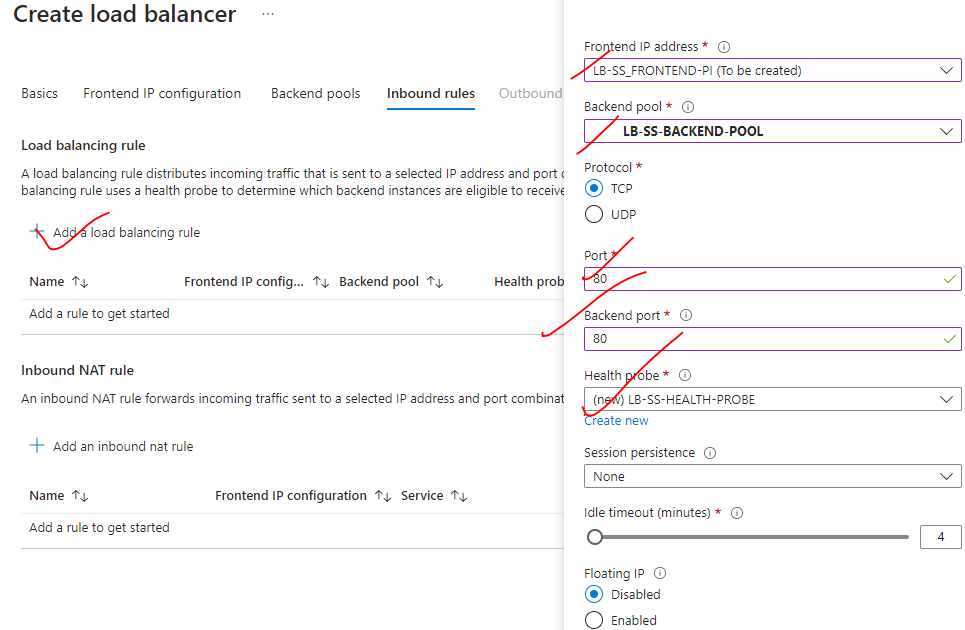 Create load balancer ...
Basics Frontend IP configuration Backend pools Inbound rules Outbound
Load balancing rule
A load balancing rule distributes incoming traffic that is sent to a selected IP address and port
balancing rule uses a health probe to determine which backend instances are eligible to receive
+ Add a load balancing rule
Name ↑↓ Frontend IP config... ↑↓ Backend pool ↑↓ Health prob
Add a rule to get started
Inbound NAT rule
An inbound NAT rule forwards incoming traffic sent to a selected IP address and port combinat
+ Add an inbound nat rule
Name ↑↓ Frontend IP configuration ↑↓ Service ↑↓
Add a rule to get started
Frontend IP address *
LB-SS_FRONTEND-PI (To be created)
Backend pool *
LB-SS-BACKEND-POOL
Protocol *
TCP
UDP
Port *
80
Backend port *
80
Health probe *
(new) LB-SS-HEALTH-PROBE
Create new
Session persistence
None
Idle timeout (minutes) *
4
Floating IP
Disabled
Enabled